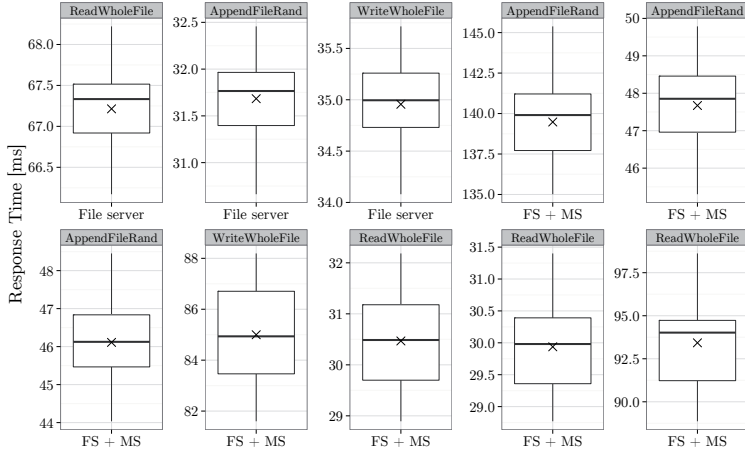 ReadWholeFile AppendFileRand WriteWholeFile AppendFileRand AppendFileRand
68.0 67.5 67.0 66.5
32.5 32.0 31.5 31.0
35.5 35.0 34.5 34.0
145.0 142.5 140.0 137.5 135.0
50 49 48 47 46
File server File server File server FS + MS FS + MS
Response Time [ms]
AppendFileRand WriteWholeFile ReadWholeFile ReadWholeFile ReadWholeFile
48 47 46 45 44
88 86 84 82
32 31 30 29
31.5 31.0 30.5 30.0 29.5 29.0
97.5 95.0 92.5 90.0
FS + MS FS + MS FS + MS FS + MS FS + MS